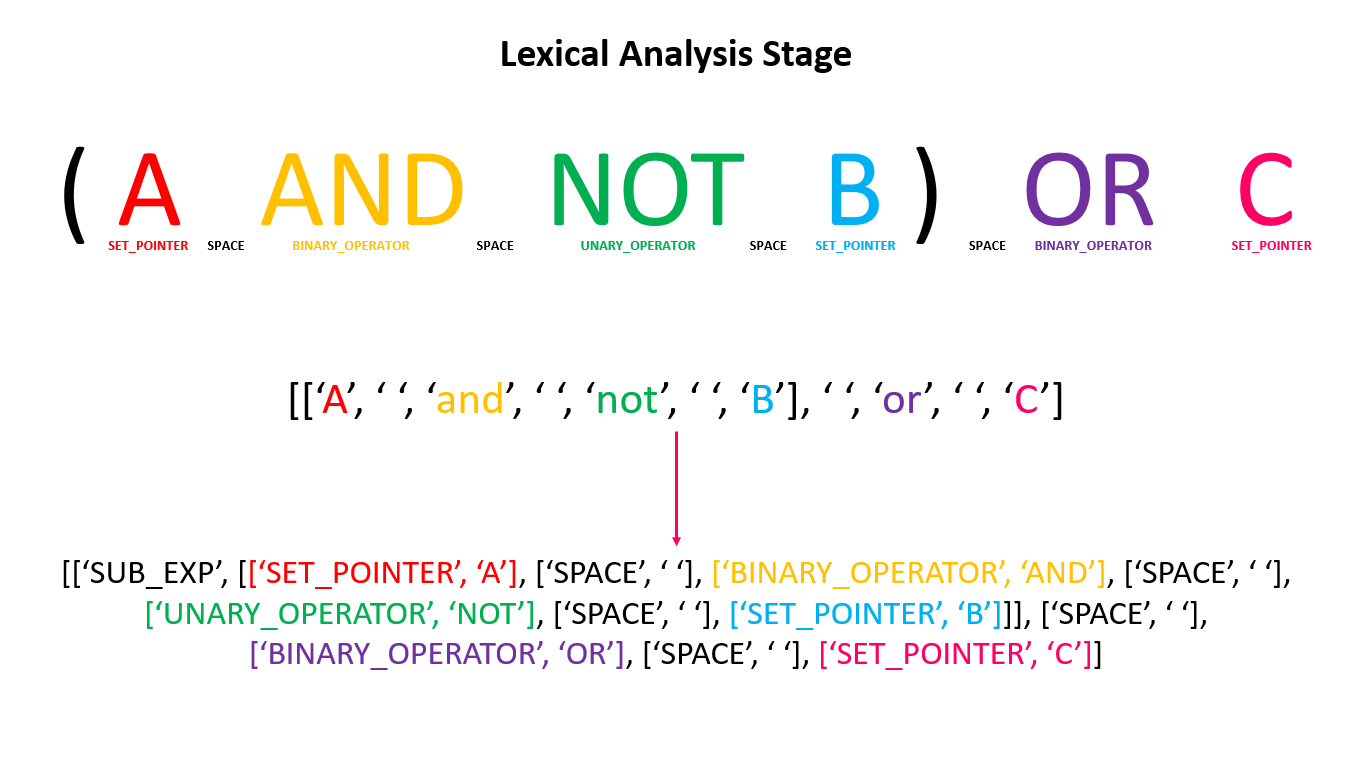 Lexical Analysis Stage
( A AND NOT B ) OR C
SET_POINTER SPACE BINARY_OPERATOR SPACE UNARY_OPERATOR SPACE SET_POINTER SPACE BINARY_OPERATOR SET_POINTER
[[‘A’, ‘ ‘, ‘and’, ‘ ‘, ‘not’, ‘ ‘, ‘B’], ‘ ‘, ‘or’, ‘ ‘, ‘C’]
[[‘SUB_EXP’, [[‘SET_POINTER’, ‘A’], [‘SPACE’, ‘ ‘], [‘BINARY_OPERATOR’, ‘AND’], [‘SPACE’, ‘ ‘],
[‘UNARY_OPERATOR’, ‘NOT’], [‘SPACE’, ‘ ‘], [‘SET_POINTER’, ‘B’]]], [‘SPACE’, ‘ ‘],
[‘BINARY_OPERATOR’, ‘OR’], [‘SPACE’, ‘ ‘], [‘SET_POINTER’, ‘C’]]